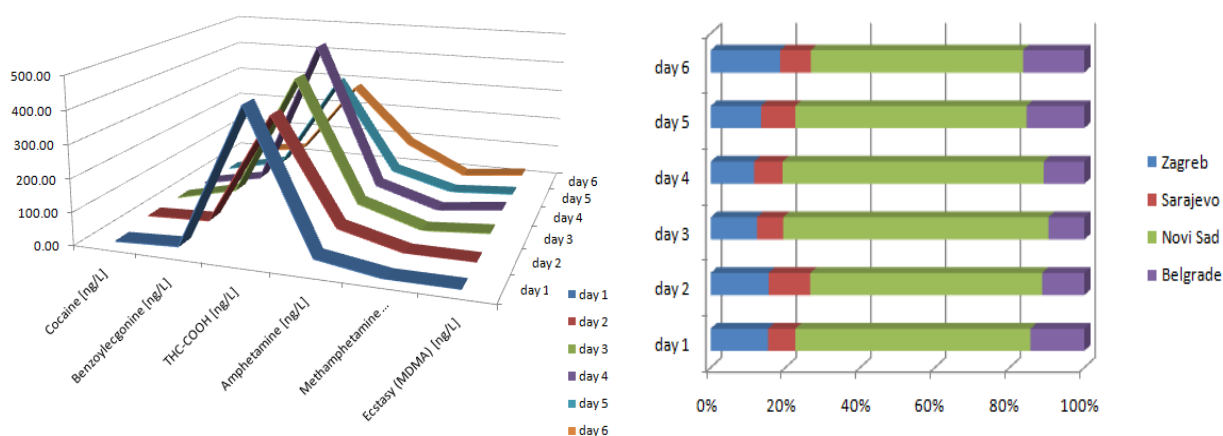 500.00
400.00
300.00
200.00
100.00
0.00
Cocaine [ng/L]
Benzoylecgonine [ng/L]
THC-COOH [ng/L]
Amphetamine [ng/L]
Methamphetamine...
Ecstasy (MDMA) [ng/L]
day 6
day 5
day 4
day 3
day 2
day 1
day 1
day 2
day 3
day 4
day 5
day 6
day 6
day 5
day 4
day 3
day 2
day 1
0%
20%
40%
60%
80%
100%
Zagreb
Sarajevo
Novi Sad
Belgrade